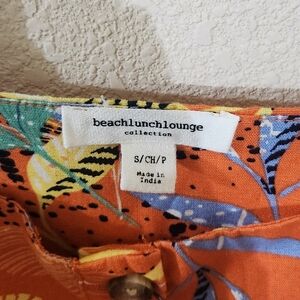 beachlunchlounge
collection
S/CH/P
Made in
India